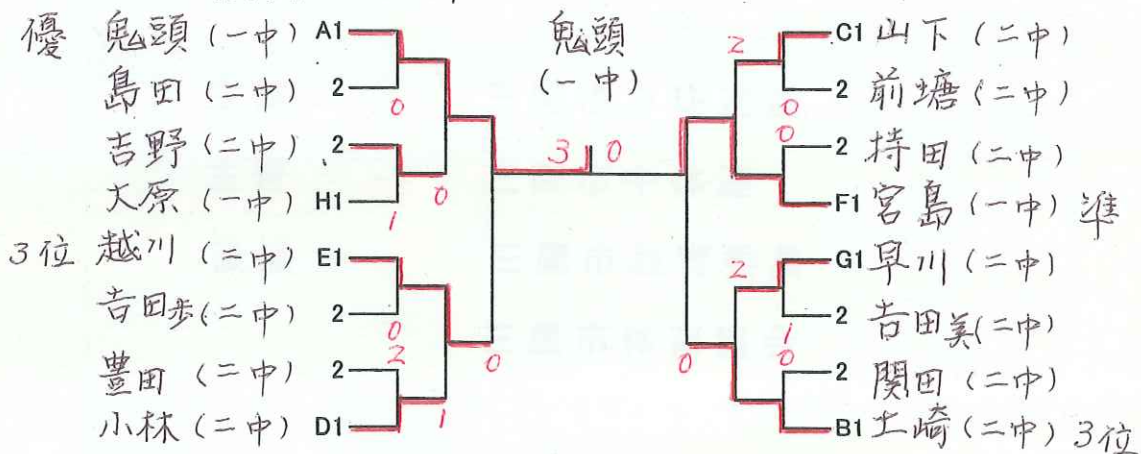 優 鬼頭 (一中) A1
島田 (二中) 2
0
吉野 (二中) 2
大原 (一中) H1
1
0
3位 越川 (二中) E1
吉田歩 (二中) 2
0
2
豊田 (二中) 2
小林 (二中) D1
1
0
鬼頭
(一中)
3 0
2
C1 山下 (二中)
2 前塘 (二中)
0
0
2 持田 (二中)
F1 宮島 (一中) 準
2
G1 早川 (二中)
2 吉田美 (二中)
1
0
0
2 関田 (二中)
B1 土崎 (二中) 3位